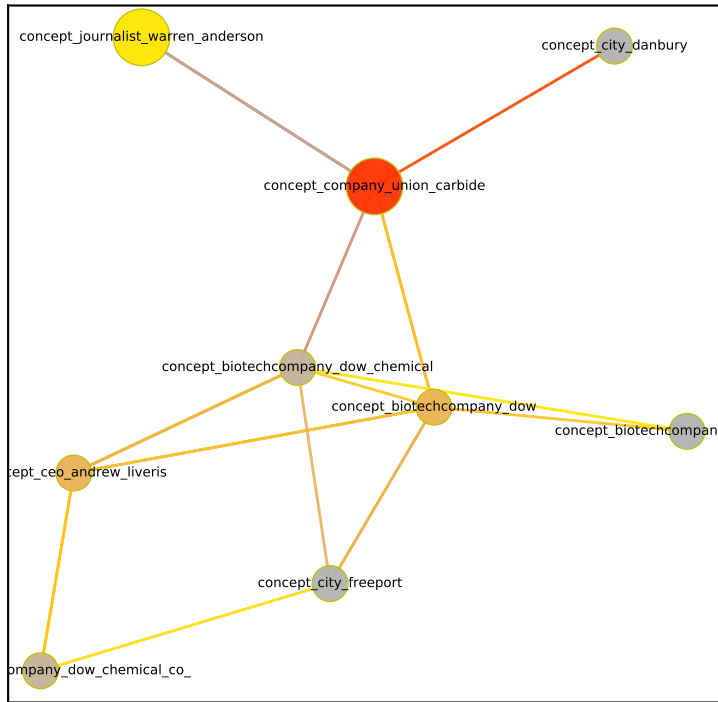 concept_journalist_warren_anderson
concept_city_danbury
concept_company_union_carbide
concept_biotechcompany_dow_chemical
concept_biotechcompany_dow
concept_biotechcompan
cept_ceo_andrew_liveris
concept_city_freeport
ompany_dow_chemical_co_